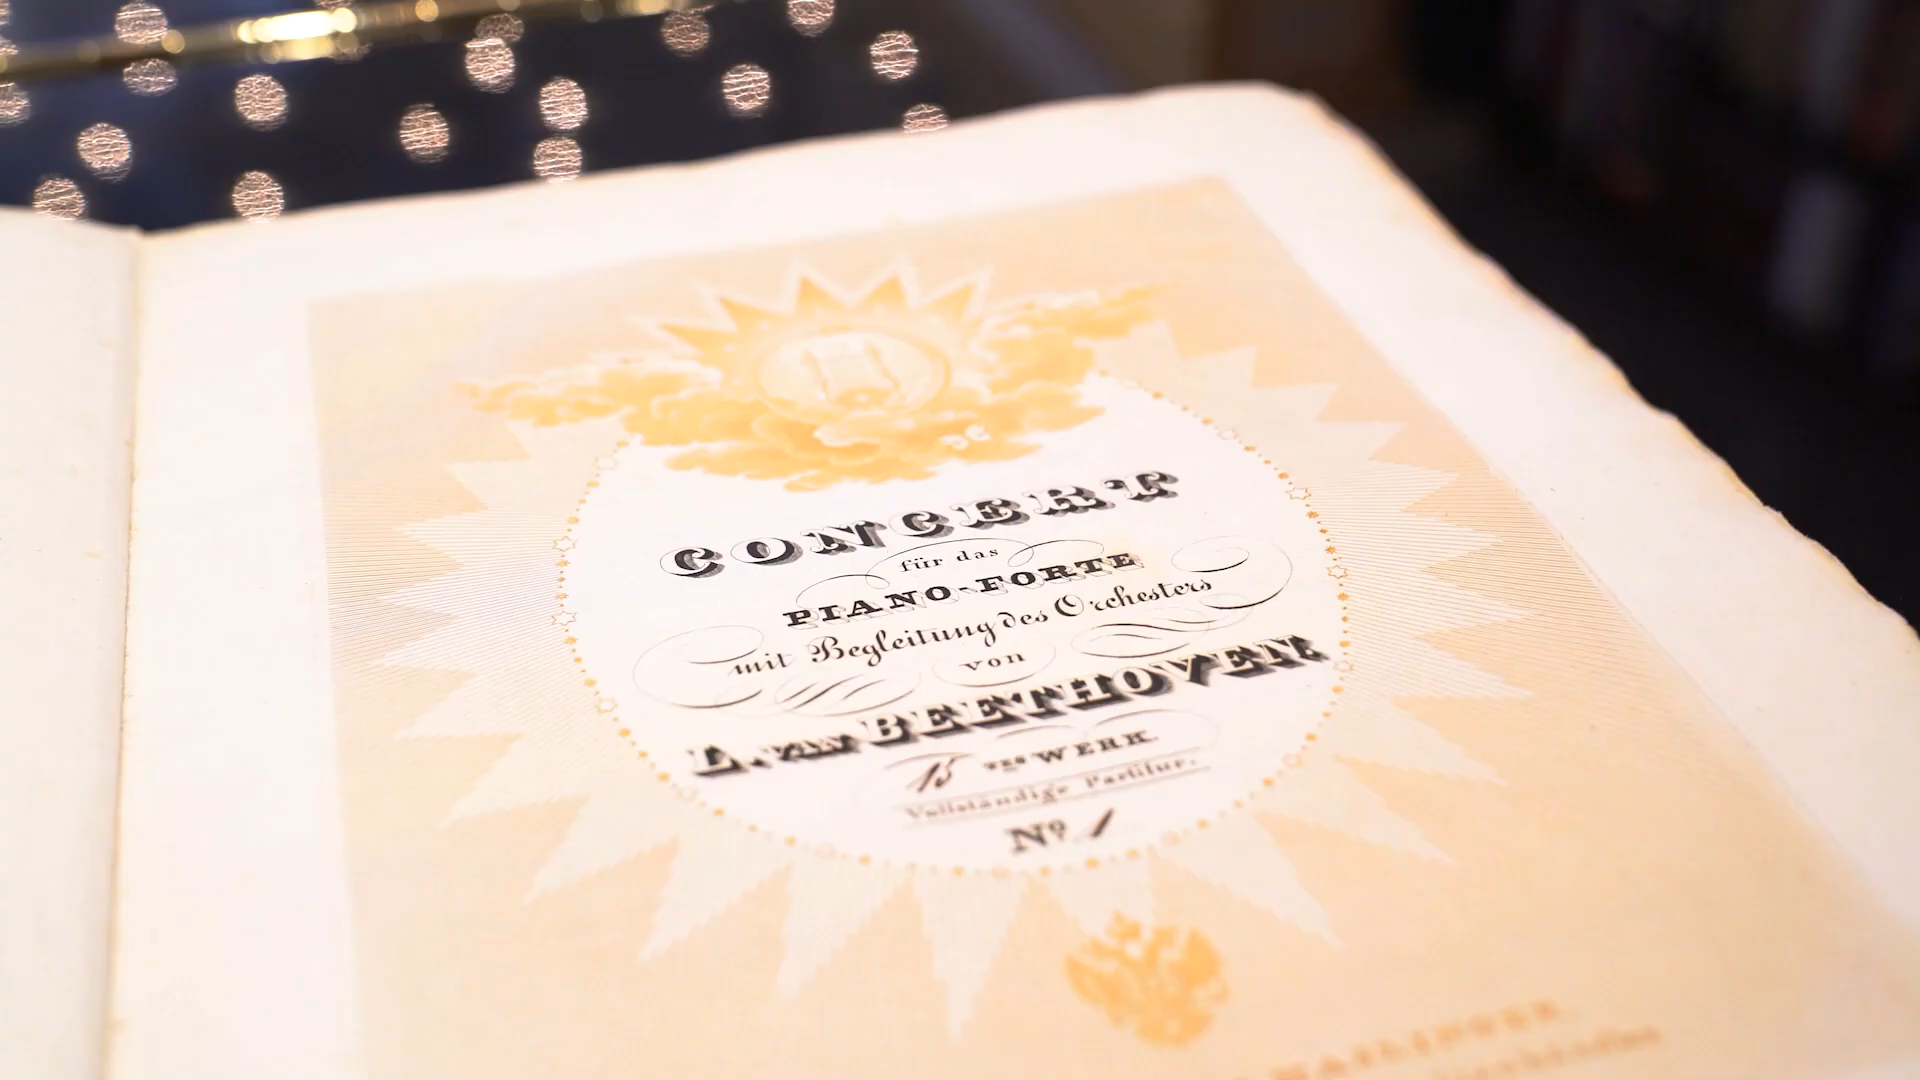 CONCERT
für das
PIANO-FORTE
mit Begleitung des Orchesters
von
L. VAN BEETHOVEN.
15 tes WERK.
Vollständige Partitur.
No. 1